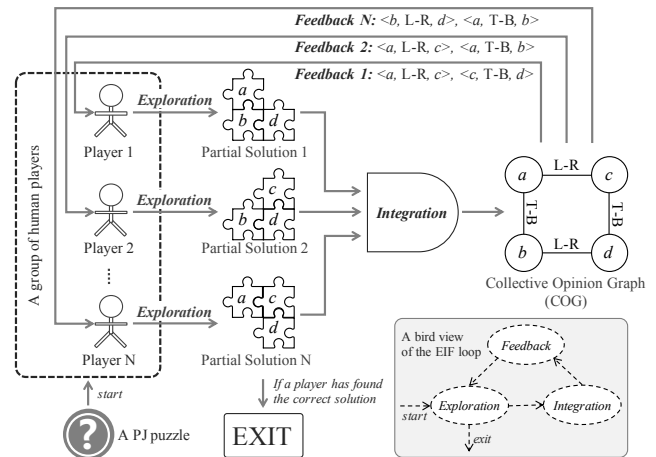 Feedback N: <b, L-R, d>, <a, T-B, b>
Feedback 2: <a, L-R, c>, <a, T-B, b>
Feedback 1: <a, L-R, c>, <c, T-B, d>
A group of human players
Player 1
Exploration
a
b
d
Partial Solution 1
Player 2
Exploration
c
b
d
Partial Solution 2
......
Player N
Exploration
a
c
d
Partial Solution N
Integration
a
L-R
c
T-B
T-B
b
L-R
d
Collective Opinion Graph
(COG)
start
?
A PJ puzzle
If a player has found
the correct solution
EXIT
A bird view
of the EIF loop
Feedback
Exploration
Integration
start
exit